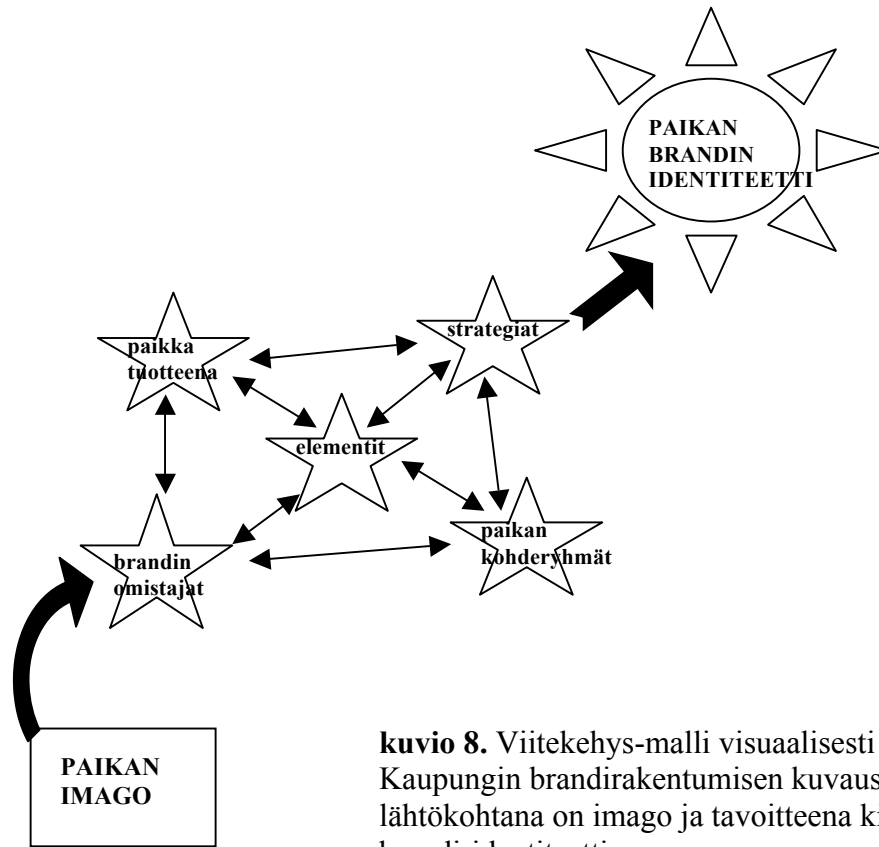 PAIKAN
BRANDIN
IDENTITEETTI
strategiat
paikka
tuotteena
elementit
paikan
kohderyhmät
brandin
omistajat
PAIKAN
IMAGO
kuvio 8. Viitekehys-malli visuaalisesti
Kaupungin brandirakentumisen kuvaus
lähtökohtana on imago ja tavoitteena